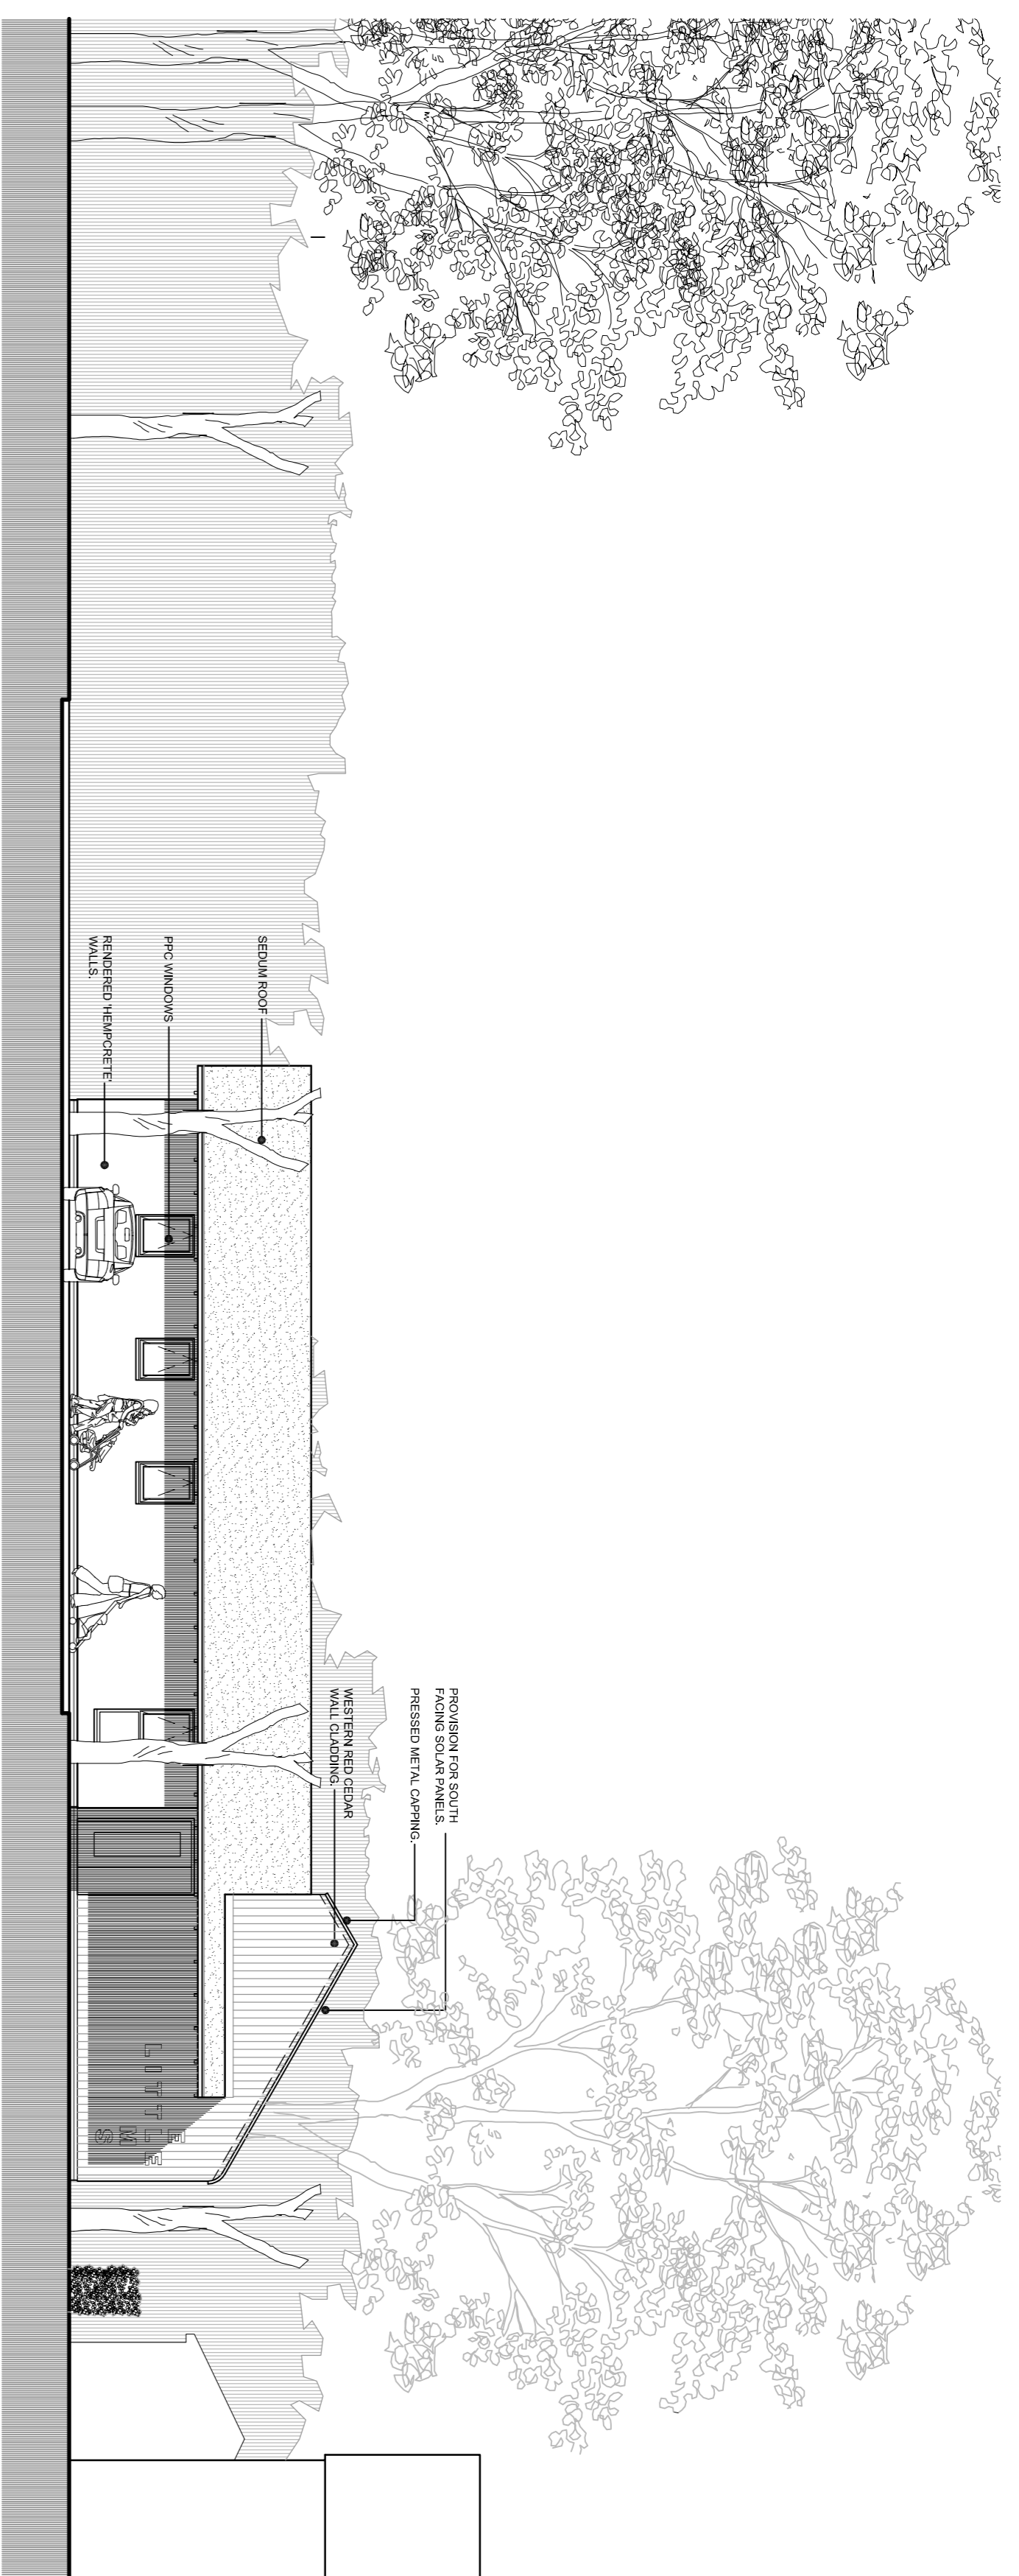 SEDUM ROOF
PPC WINDOWS
RENDERED 'HEMPCRETE'
WALLS.
PROVISION FOR SOUTH
FACING SOLAR PANELS.
PRESSED METAL CAPPING.
WESTERN RED CEDAR
WALL CLADDING.
E
LITTLE
M
S